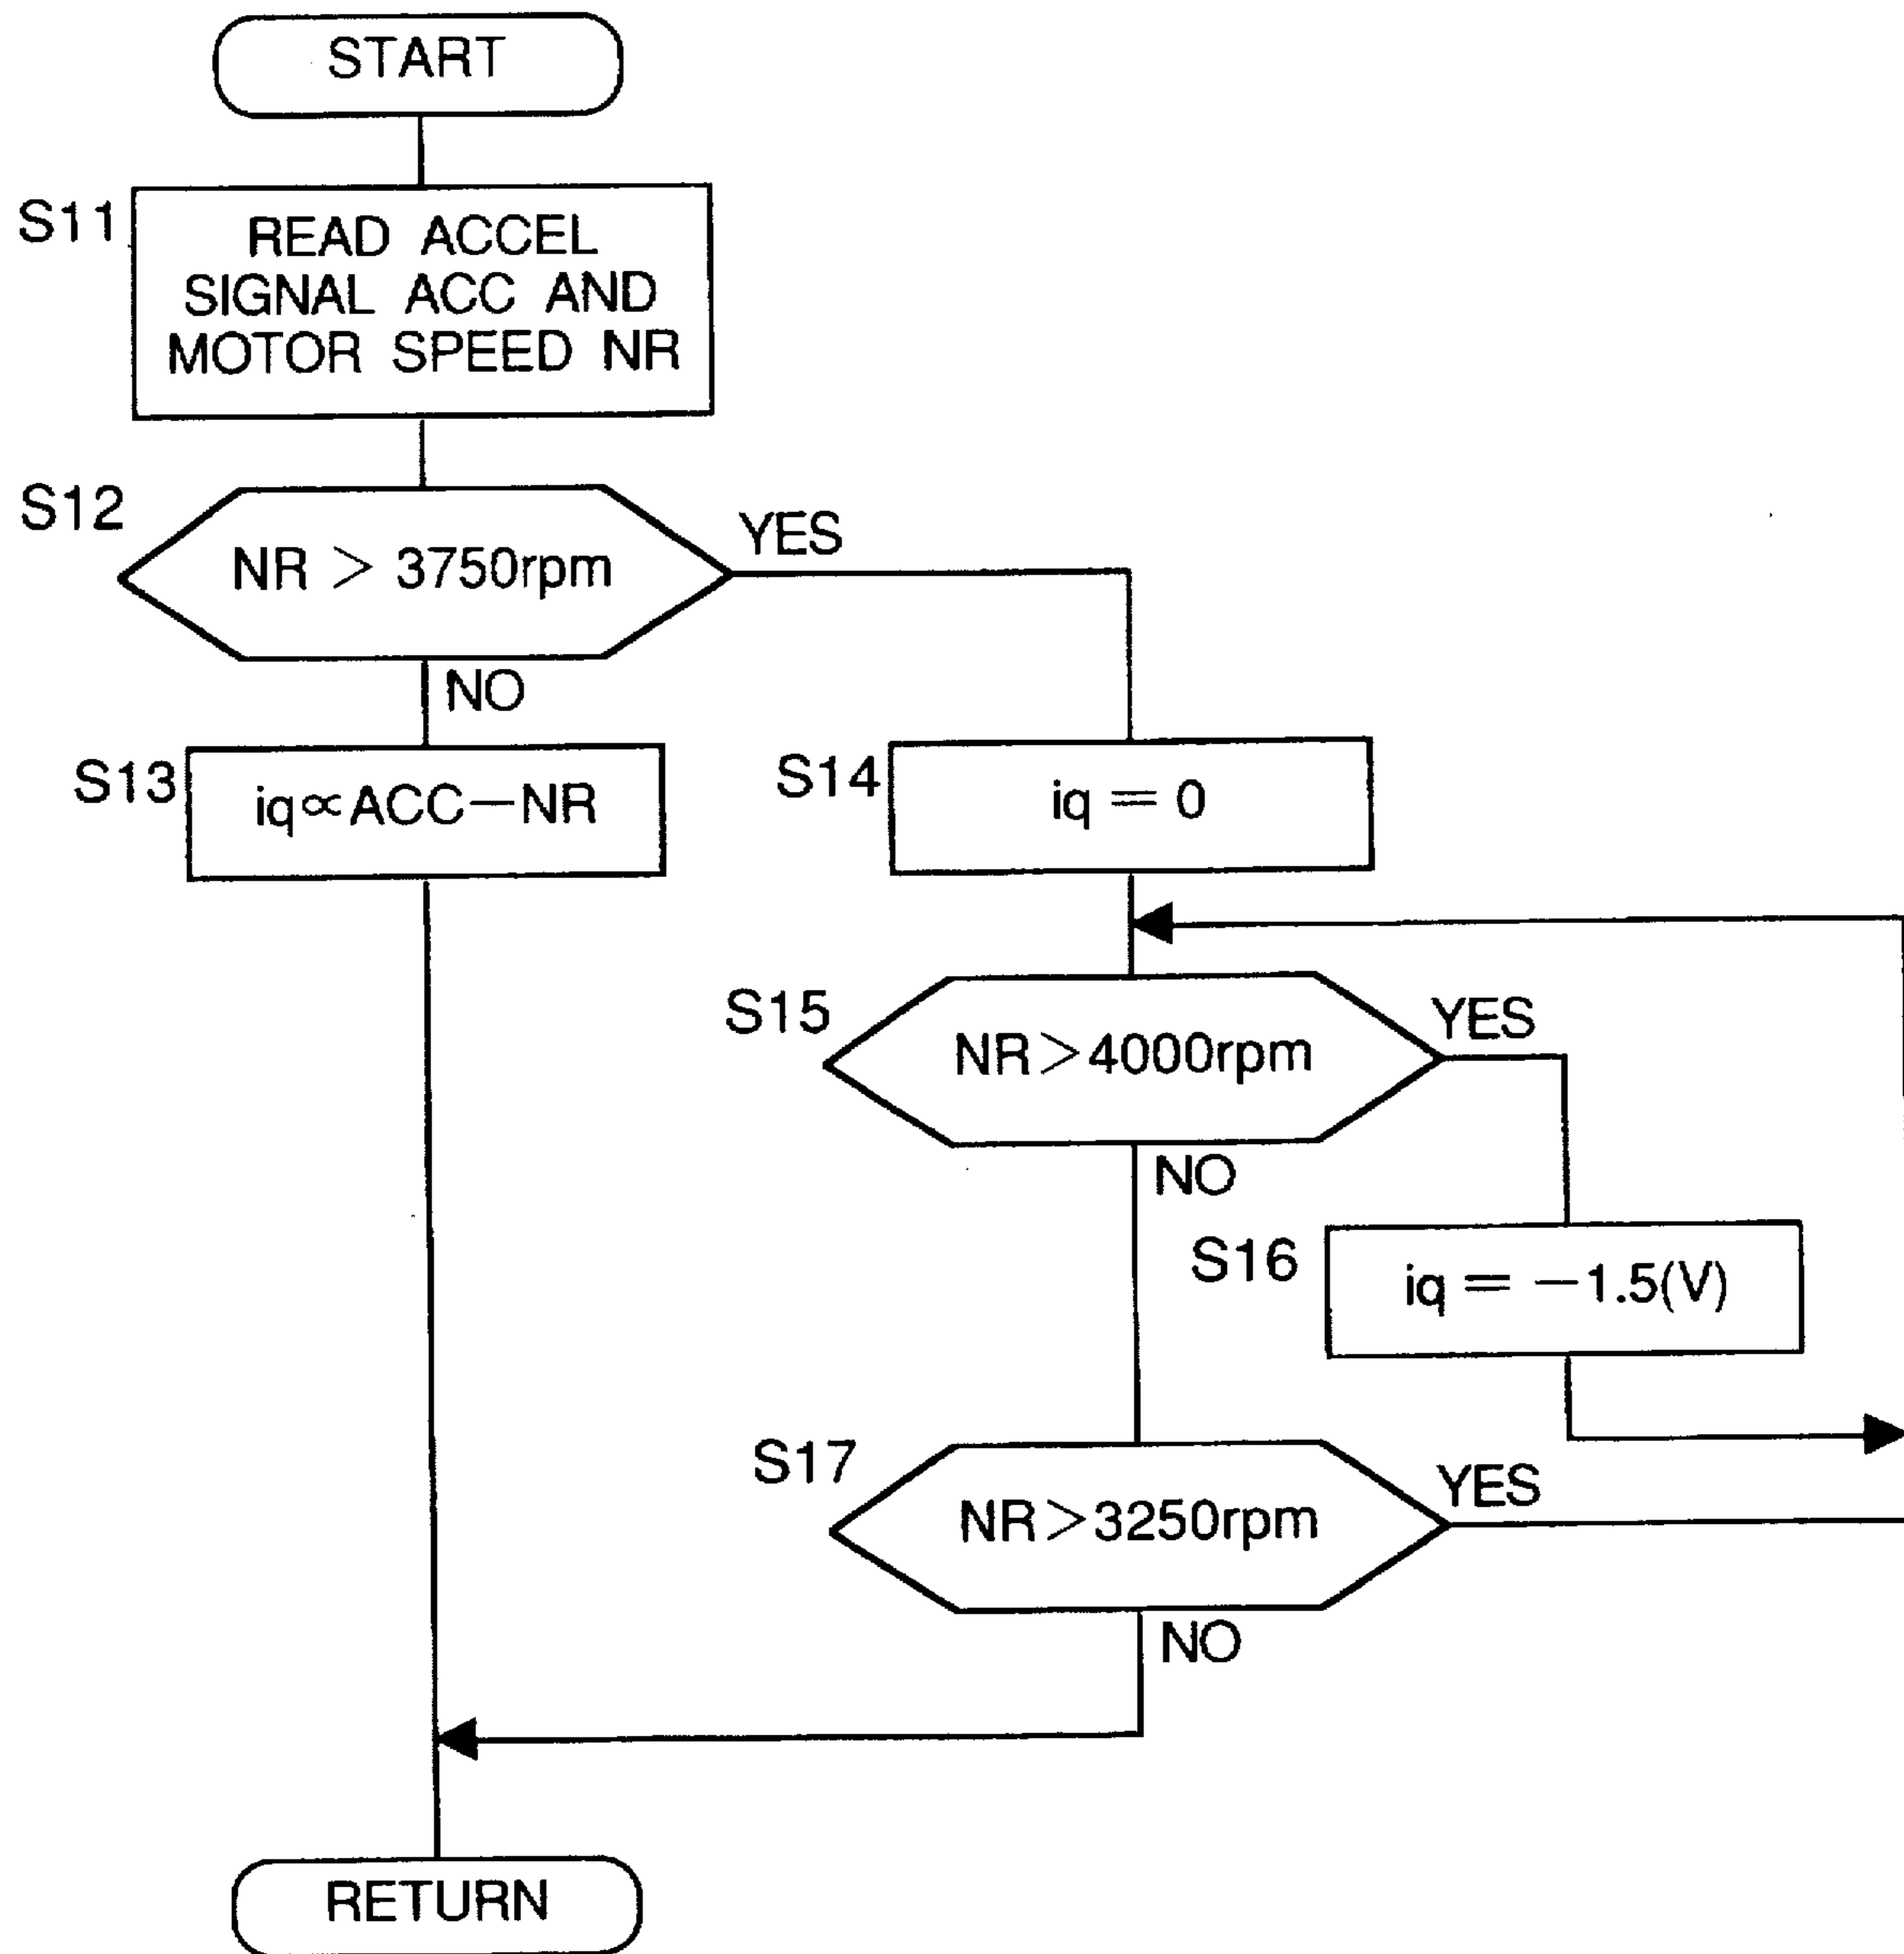 START
S11
READ ACCEL
SIGNAL ACC AND
MOTOR SPEED NR
S12
NR > 3750rpm
YES
NO
S13
iq∝ACC−NR
S14
iq = 0
S15
NR>4000rpm
YES
NO
S16
iq = −1.5(V)
S17
NR>3250rpm
YES
NO
RETURN